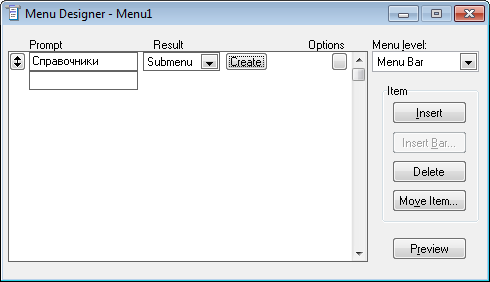 Menu Designer - Menu1
Prompt Result Options Menu level:
Справочники Submenu Create Menu Bar
Item
Insert
Insert Bar...
Delete
Move Item...
Preview